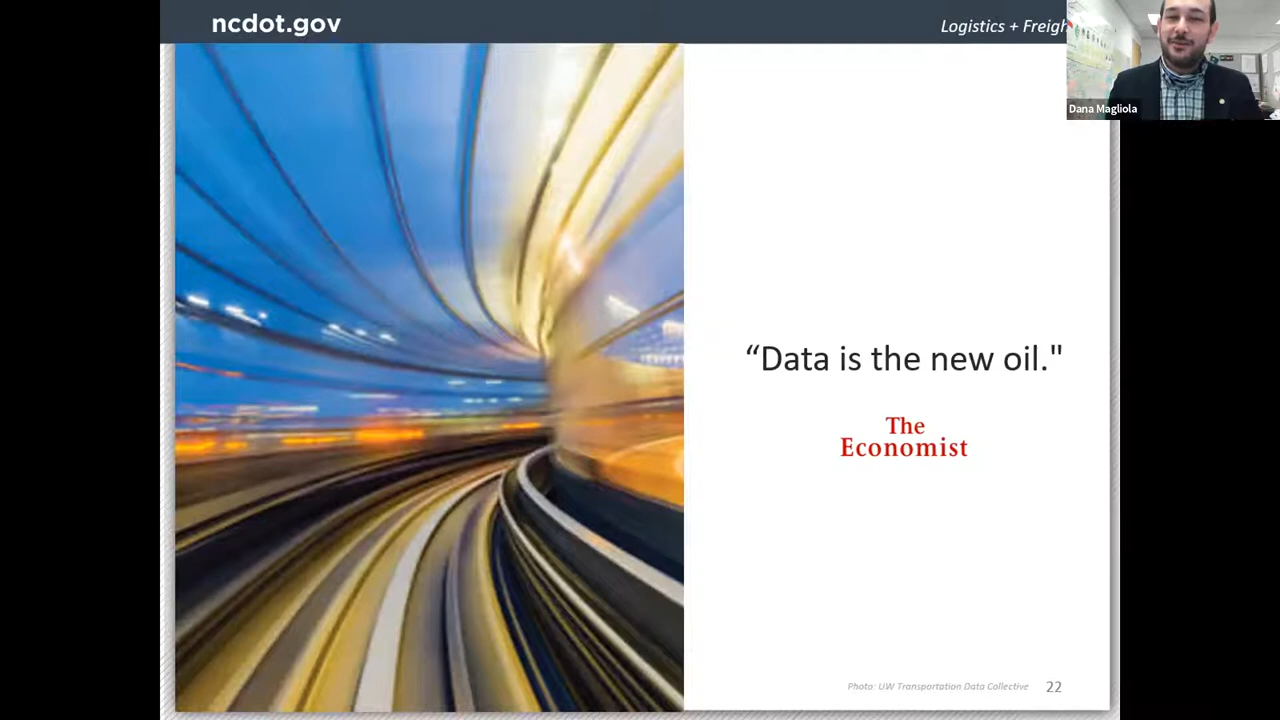 ncdot.gov
Logistics + Freigh
Dana Magliola
“Data is the new oil."
The
Economist
Photo: UW Transportation Data Collective
22